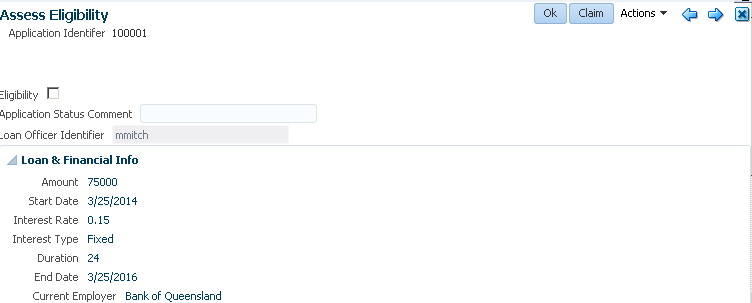 Assess Eligibility
Ok Claim Actions
Application Identifer 100001
Eligibility
Application Status Comment
Loan Officer Identifier mmitch
Loan & Financial Info
Amount 75000
Start Date 3/25/2014
Interest Rate 0.15
Interest Type Fixed
Duration 24
End Date 3/25/2016
Current Employer Bank of Queensland